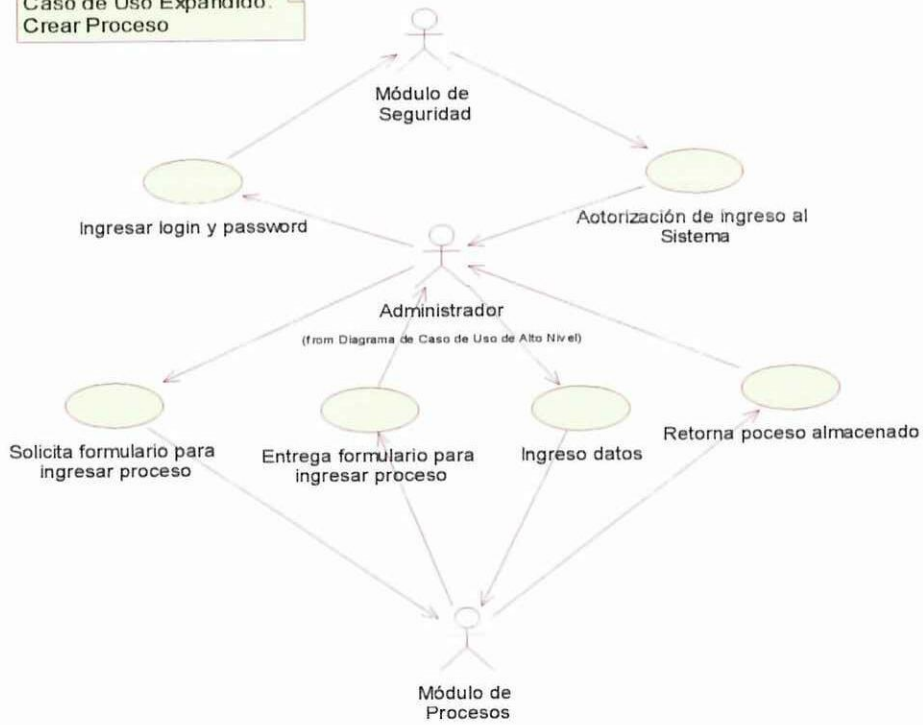 Caso de Uso Expandido:
Crear Proceso
Módulo de
Seguridad
Ingresar login y password
Aotorización de ingreso al
Sistema
Administrador
(from Diagrama de Caso de Uso de Alto Nivel)
Solicita formulario para
ingresar proceso
Entrega formulario para
ingresar proceso
Ingreso datos
Retorna poceso almacenado
Módulo de
Procesos